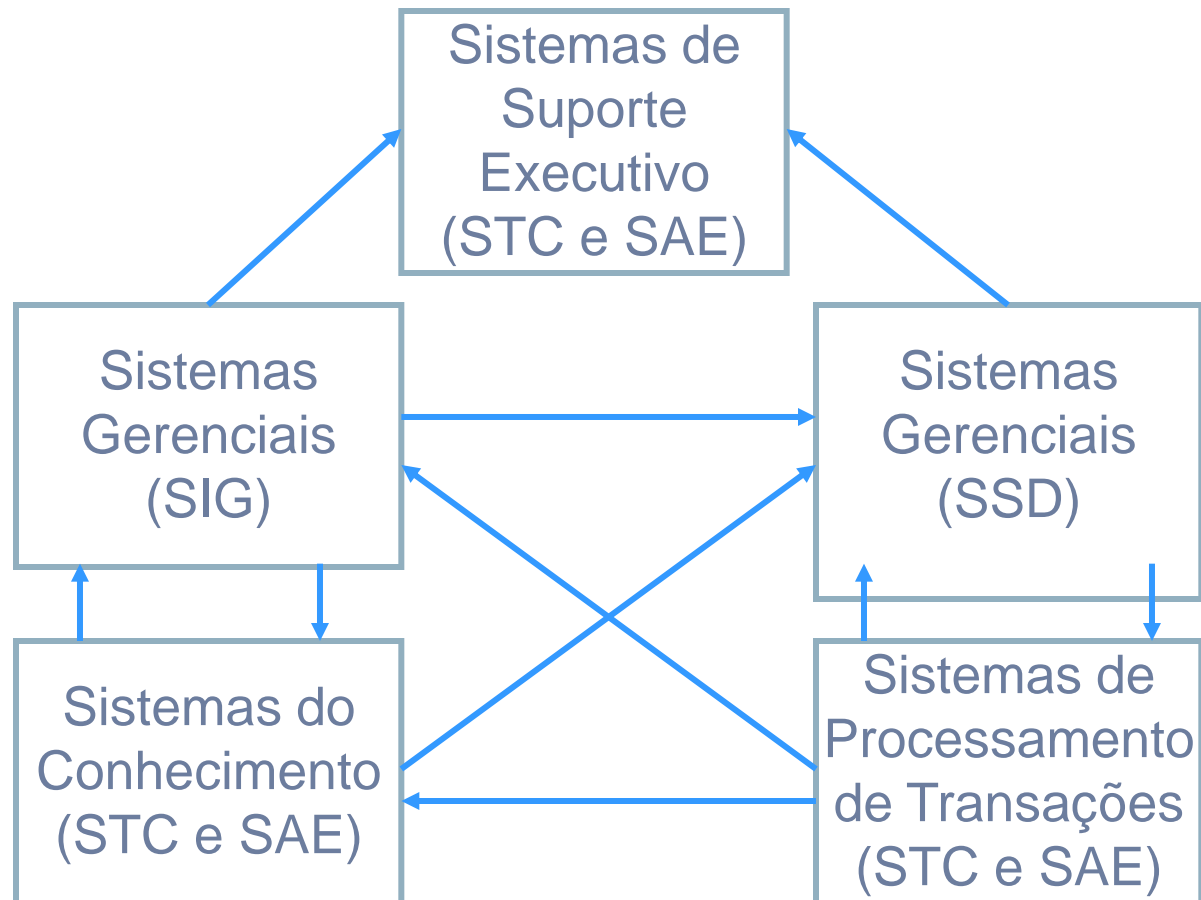 Sistemas de
Suporte
Executivo
(STC e SAE)
Sistemas
Gerenciais
(SIG)
Sistemas
Gerenciais
(SSD)
Sistemas do
Conhecimento
(STC e SAE)
Sistemas de
Processamento
de Transações
(STC e SAE)